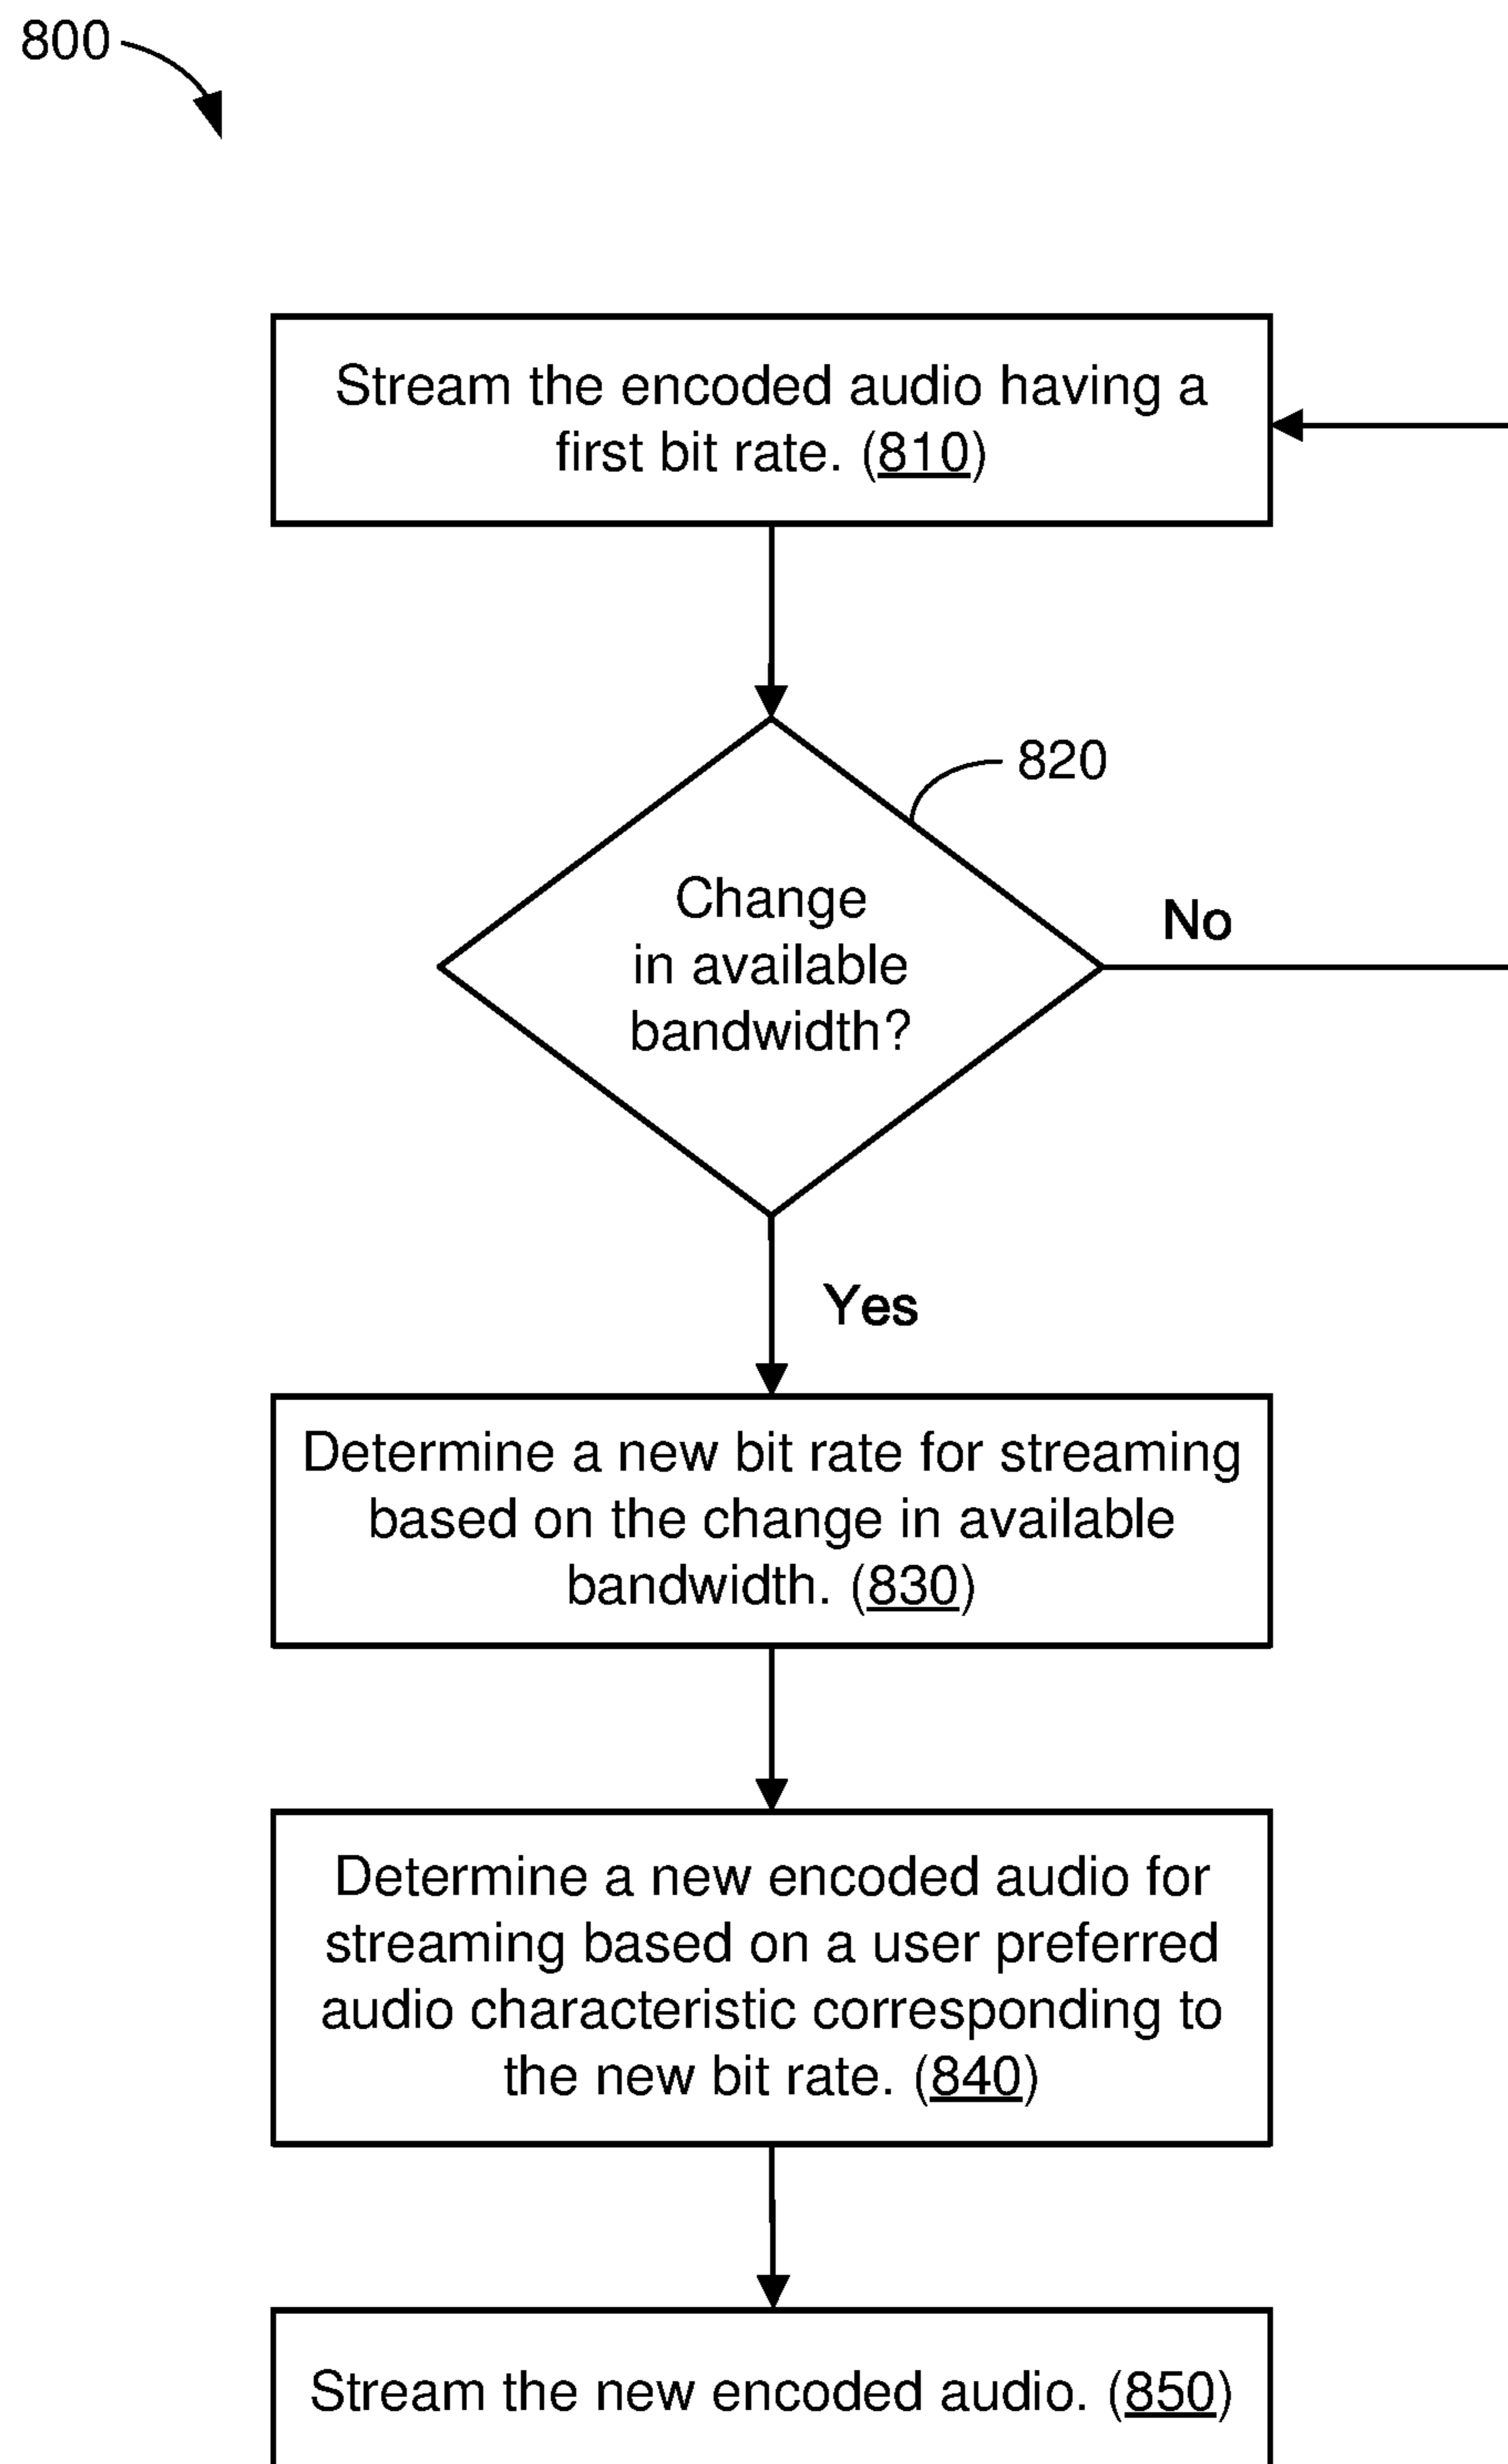 800
Stream the encoded audio having a
first bit rate. (810)
820
Change
in available
bandwidth?
No
Yes
Determine a new bit rate for streaming
based on the change in available
bandwidth. (830)
Determine a new encoded audio for
streaming based on a user preferred
audio characteristic corresponding to
the new bit rate. (840)
Stream the new encoded audio. (850)